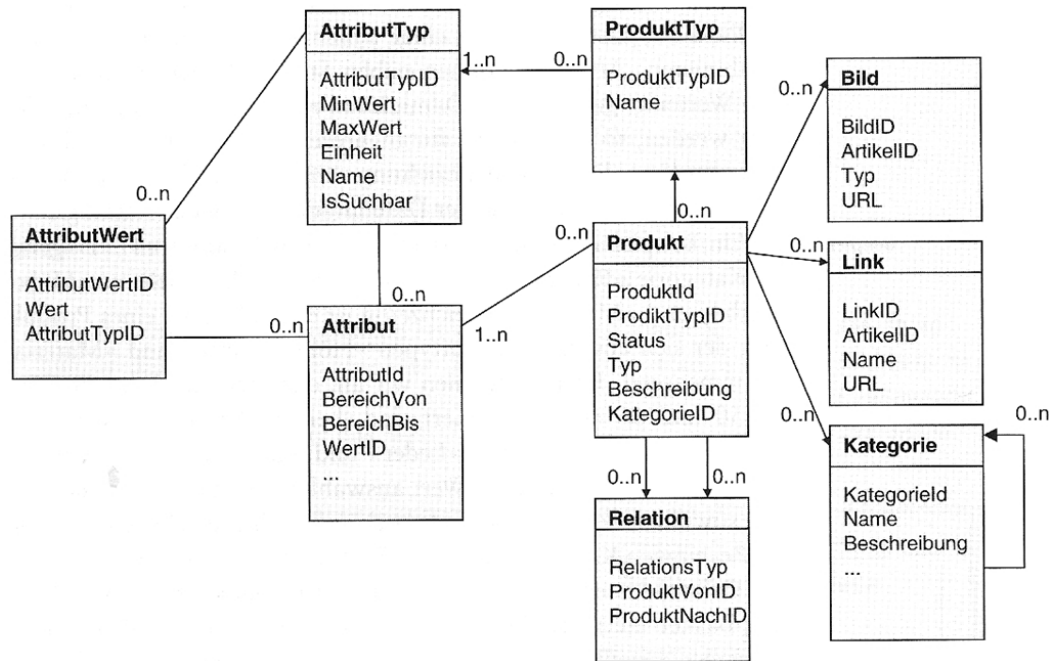 AttributTyp
AttributTypID
MinWert
MaxWert
Einheit
Name
IsSuchbar
1..n
0..n
ProduktTyp
ProduktTypID
Name
0..n
Bild
BildID
ArtikelID
Typ
URL
0..n
AttributWert
AttributWertID
Wert
AttributTypID
0..n
0..n
Attribut
AttributId
BereichVon
BereichBis
WertID
...
0..n
1..n
0..n
0..n
Produkt
ProduktId
ProdiktTypID
Status
Typ
Beschreibung
KategorieID
0..n
Link
LinkID
ArtikelID
Name
URL
0..n
0..n
Kategorie
KategorieId
Name
Beschreibung
...
0..n
0..n
Relation
RelationsTyp
ProduktVonID
ProduktNachID